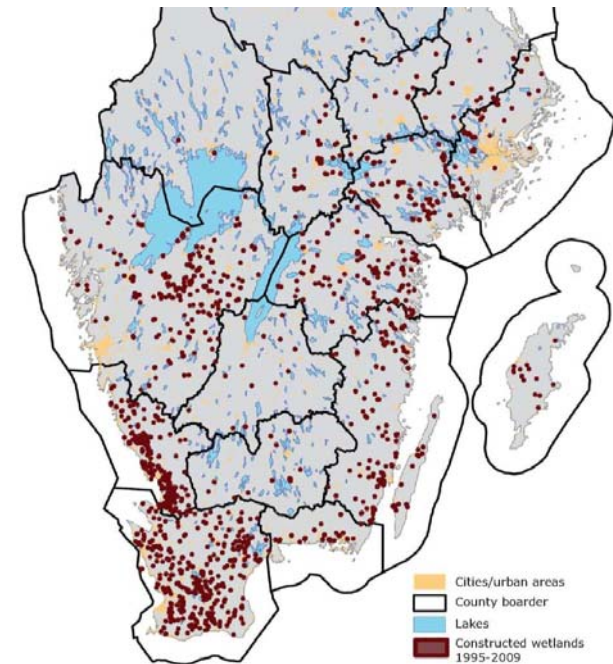 Cities/urban areas
County boarder
Lakes
Constructed wetlands
1995-2009